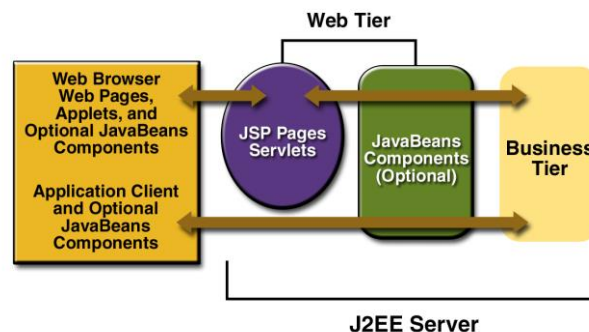 Web Tier
Web Browser
Web Pages,
Applets, and
Optional JavaBeans
Components
Application Client
and Optional
JavaBeans
Components
JSP Pages
Servlets
JavaBeans
Components
(Optional)
Business
Tier
J2EE Server